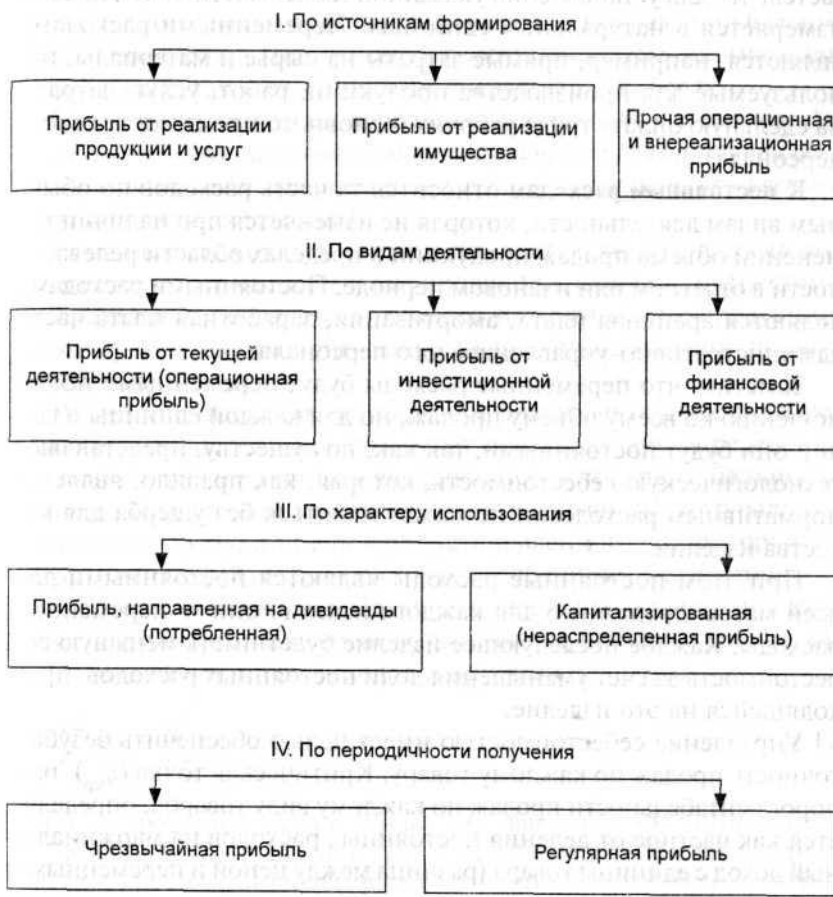 I. По источникам формирования
Прибыль от реализации
продукции и услуг
Прибыль от реализации
имущества
Прочая операционная
и внереализационная
прибыль
II. По видам деятельности
Прибыль от текущей
деятельности (операционная
прибыль)
Прибыль от
инвестиционной
деятельности
Прибыль от
финансовой
деятельности
III. По характеру использования
Прибыль, направленная на дивиденды
(потребленная)
Капитализированная
(нераспределенная прибыль)
IV. По периодичности получения
Чрезвычайная прибыль
Регулярная прибыль